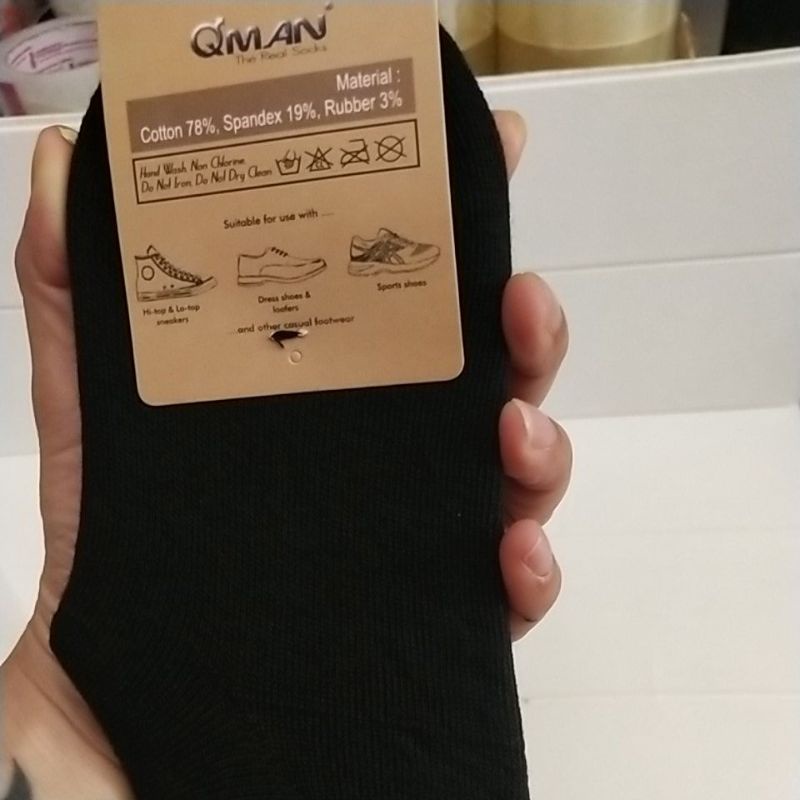 QMAN
The Real Socks
Material :
Cotton 78%, Spandex 19%, Rubber 3%
Hand Wash, Non Chlorine,
Do Not Iron, Do Not Dry Clean
CL
Suitable for use with ....
Hi-top & Lo-top
sneakers
Dress shoes &
loafers
Sports shoes
...and other casual footwear